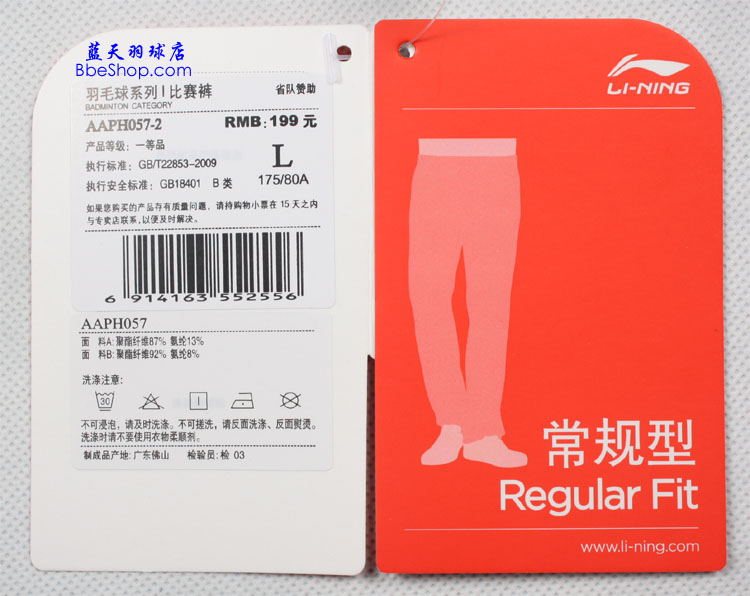 蓝天羽球店
BbeShop.com
羽毛球系列 | 比赛裤 省队赞助
BADMINTON CATEGORY
AAPH057-2 RMB: 199 元
产品等级: 一等品
执行标准: GB/T22853-2009
L
执行安全标准: GB18401 B 类
175/80A
如果您购买的产品存有质量问题, 请持购物小票在 15 天之内
与专卖店联系,以便及时解决。
6 914163 552556
AAPH057
面 料A: 聚酯纤维87% 氨纶13%
面 料B: 聚酯纤维92% 氨纶8%
洗涤注意:
30
不可浸泡, 请及时洗涤。不可搓洗, 请反面洗涤、反面熨烫。
洗涤时请不要使用衣物柔顺剂。
制成品产地: 广东佛山 检验员: 检 03
LI-NING
常规型
Regular Fit
www.li-ning.com